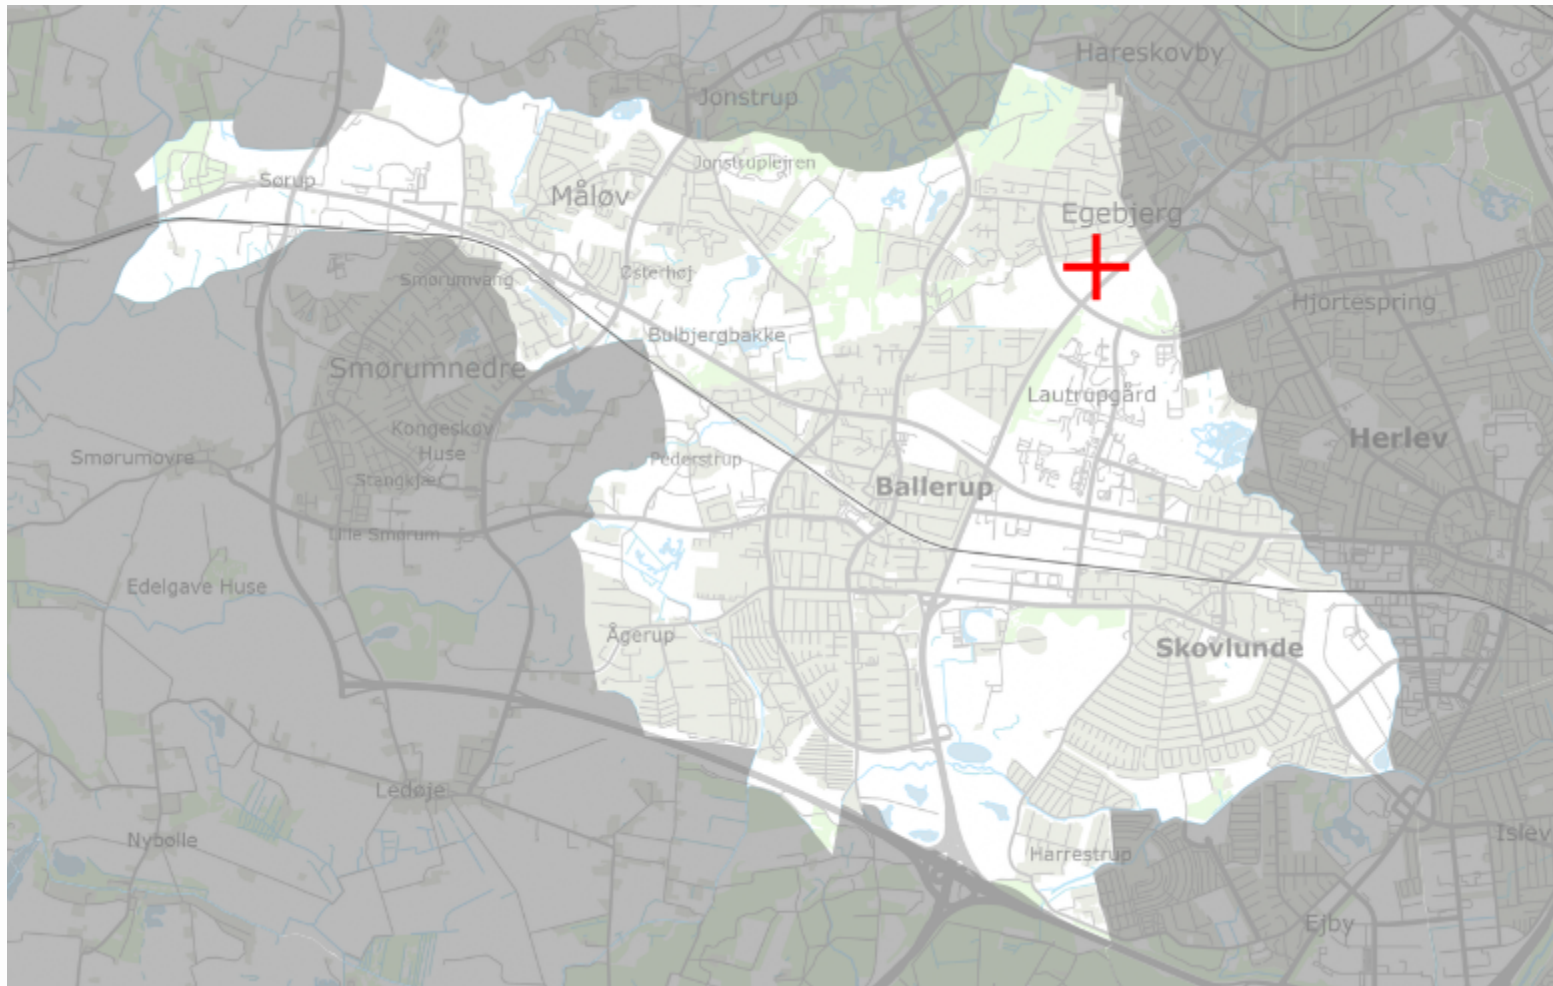 Hareskovby
Jonstrup
Jonstruplejren
Sørup
Måløv
Egebjerg
Østerhøj
Smørumvang
Hjortespring
Bulbjergbakke
Smørumnedre
Lautrupgård
Kongeskov
Huse
Herlev
Smørumovre
Pederstrup
Stangkjær
Ballerup
Lille Smørum
Edelgave Huse
Ågerup
Skovlunde
Ledøje
Nybølle
Islev
Harrestrup
Ejby